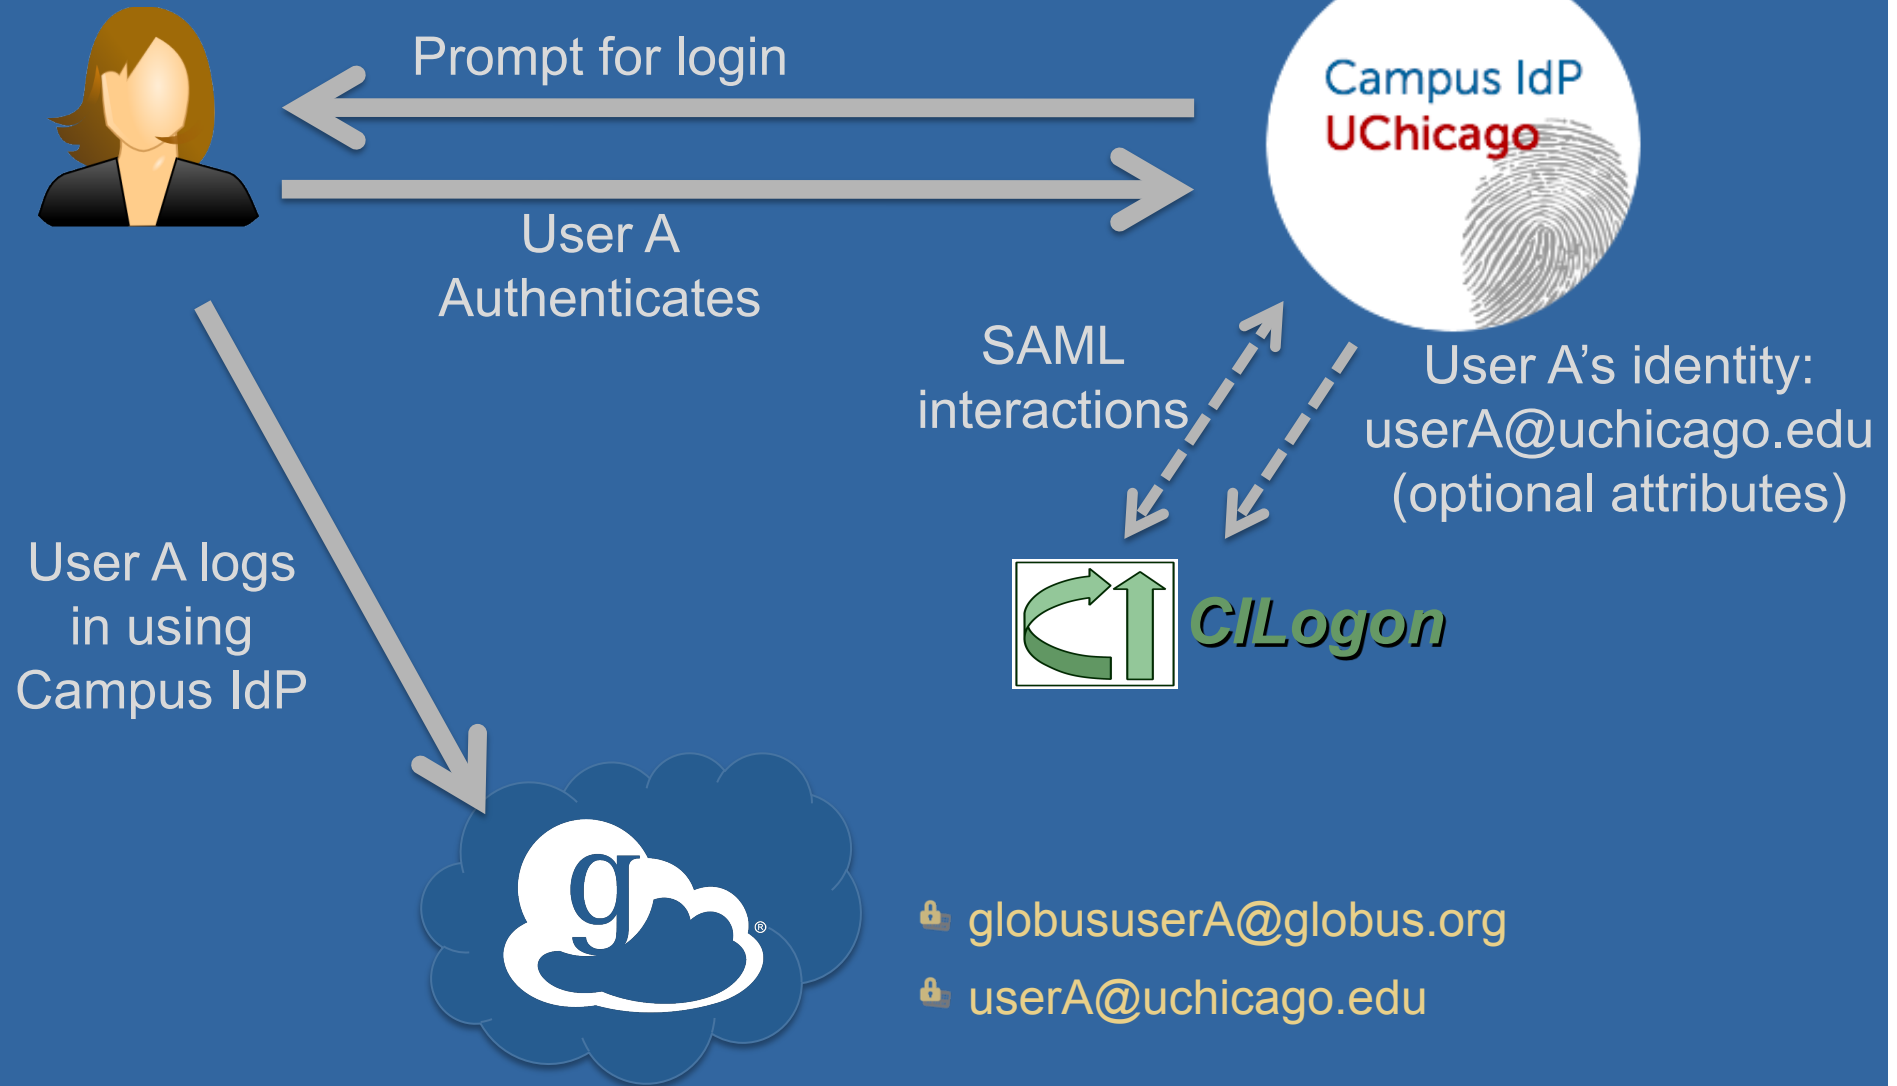 Prompt for login
Campus IdP
UChicago
User A
Authenticates
SAML
interactions
User A’s identity:
userA@uchicago.edu
(optional attributes)
User A logs
in using
Campus IdP
CILogon
g
®
globususerA@globus.org
userA@uchicago.edu